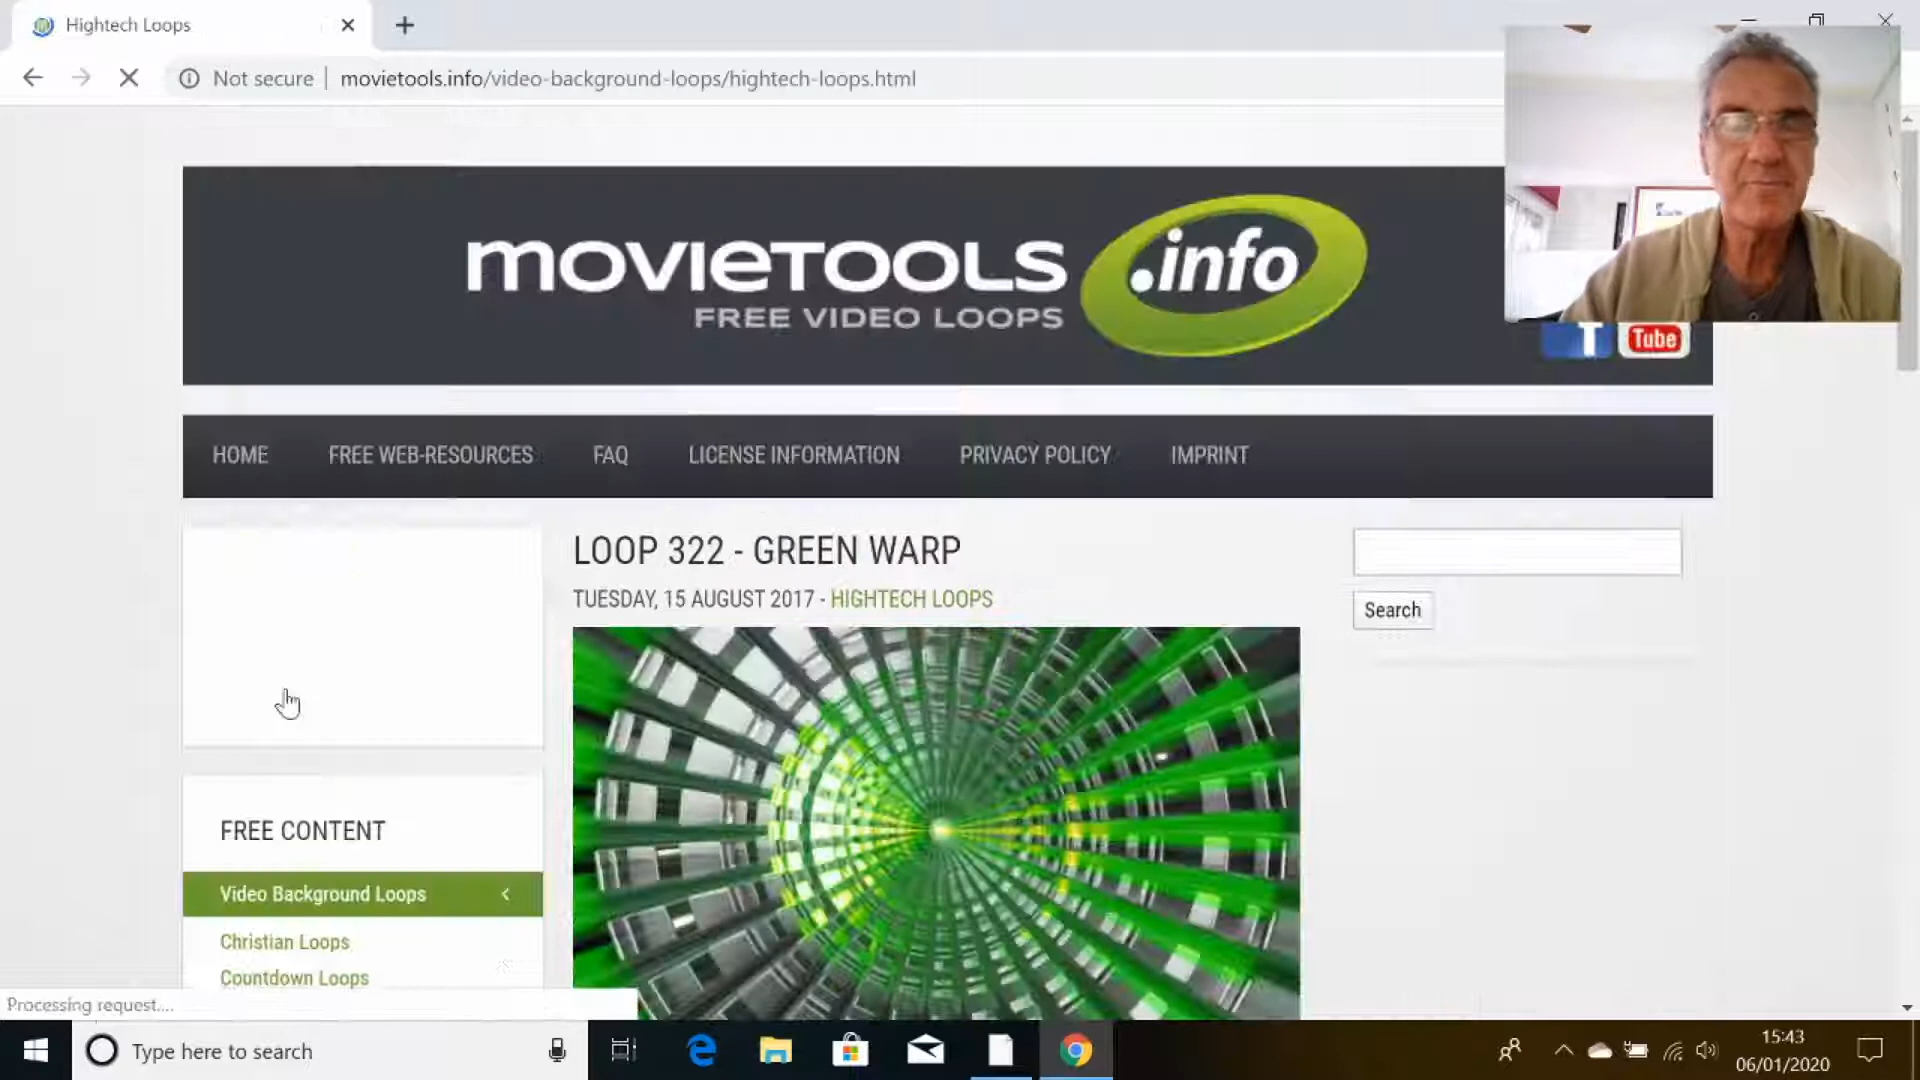 Hightech Loops
Not secure | movietools.info/video-background-loops/hightech-loops.html
MOVIETOOLS .info
FREE VIDEO LOOPS
Tube
HOME FREE WEB-RESOURCES FAQ LICENSE INFORMATION PRIVACY POLICY IMPRINT
LOOP 322 - GREEN WARP
TUESDAY, 15 AUGUST 2017 - HIGHTECH LOOPS
Search
FREE CONTENT
Video Background Loops
Christian Loops
Countdown Loops
Processing request....
Type here to search
15:43
06/01/2020